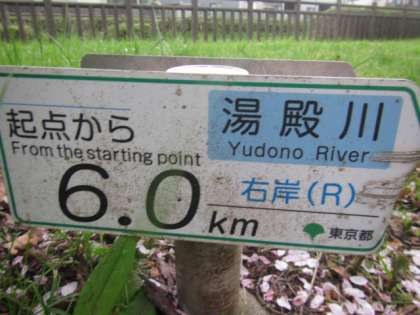 起点から
From the starting point
6.0 km
湯殿川
Yudono River
右岸(R)
東京都